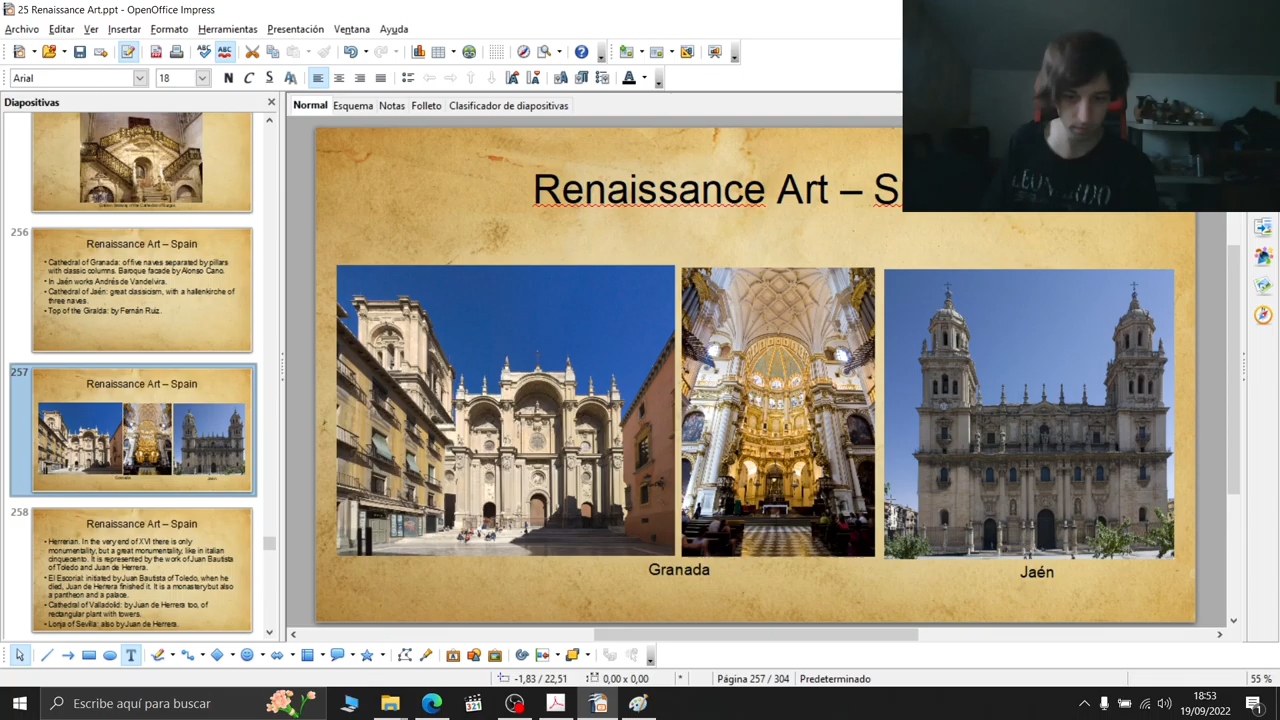 25 Renaissance Art.ppt - OpenOffice Impress
Archivo Editar Ver Insertar Formato Herramientas Presentación Ventana Ayuda
Arial 18 N C S
Diapositivas
Normal Esquema Notas Folleto Clasificador de diapositivas
256
Renaissance Art – Spain
• Cathedral of Granada: of five naves separated by pillars
with classic columns. Baroque facade by Alonso Cano.
• In Jaén works Andrés de Vandelvira.
• Cathedral of Jaén: great classicism, with a hallenkirche of
three naves.
• Top of the Giralda: by Fernán Ruiz.
257
Renaissance Art – Spain
Granada Jaén
258
Renaissance Art – Spain
• Herrerian. In the very end of XVI there is only
monumentality, but a great monumentality, like in italian
cinquecento. It is represented by the work of Juan Bautista
of Toledo and Juan de Herrera.
• El Escorial: initiated by Juan Bautista of Toledo, when he
died, Juan de Herrera finished it. It is a monastery but also
a pantheon and a palace.
• Cathedral of Valladolid: by Juan de Herrera too, of
rectangular plant with towers.
• Lonja of Sevilla: also by Juan de Herrera.
Renaissance Art – S
LEONARDO
Granada
Jaén
-1,83 / 22,51 0,00 x 0,00 * Página 257 / 304 Predeterminado 55 %
Escribe aquí para buscar
321
18:53
19/09/2022
1